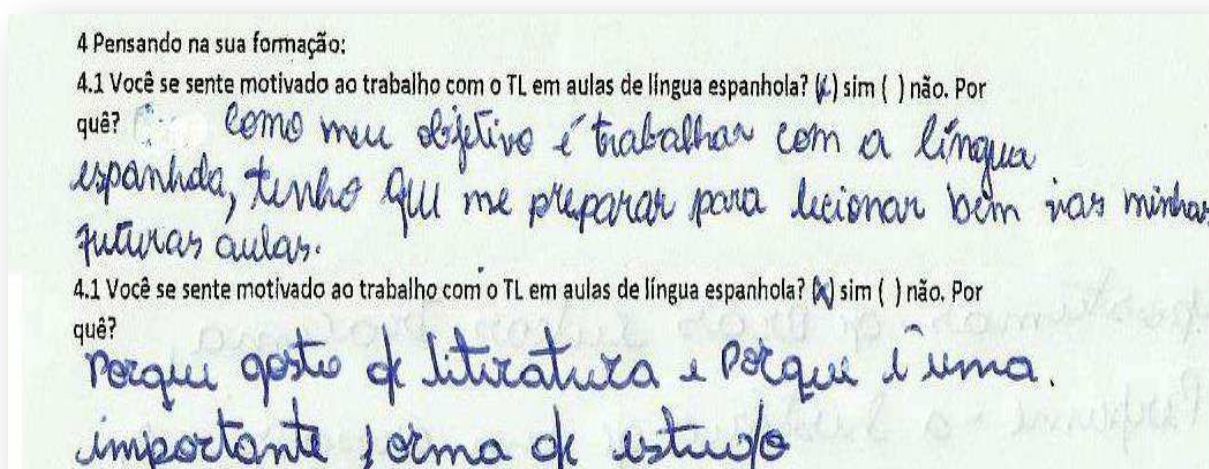 4 Pensando na sua formação:
4.1 Você se sente motivado ao trabalho com o TL em aulas de língua espanhola? (x) sim ( ) não. Por
quê? Como meu objetivo é trabalhar com a língua
espanhola, tenho que me preparar para lecionar bem nas minhas
futuras aulas.
4.1 Você se sente motivado ao trabalho com o TL em aulas de língua espanhola? (x) sim ( ) não. Por
quê?
Porque gosto de literatura e Porque é uma.
importante forma de estudo